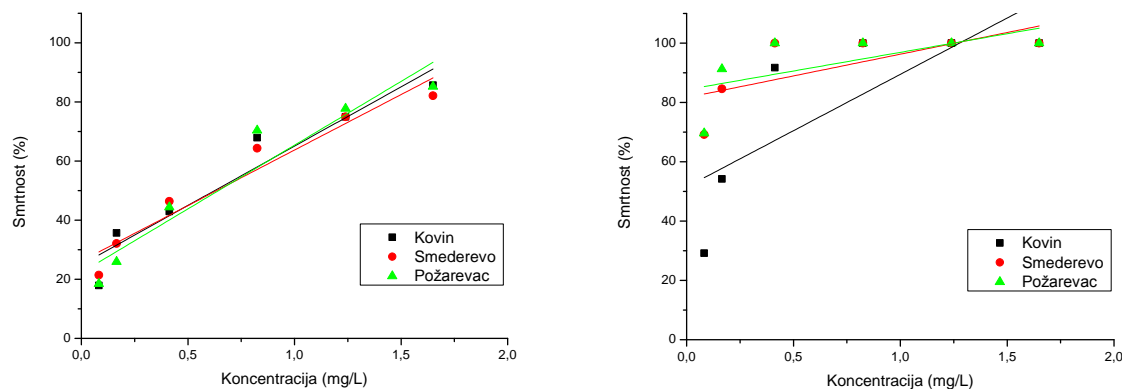 100
80
60
40
20
0
Smrtnost (%)
Kovin
Smederevo
Požarevac
0,0 0,5 1,0 1,5 2,0
Koncentracija (mg/L)
100
80
60
40
20
0
Smrtnost (%)
Kovin
Smederevo
Požarevac
0,0 0,5 1,0 1,5 2,0
Koncentracija (mg/L)